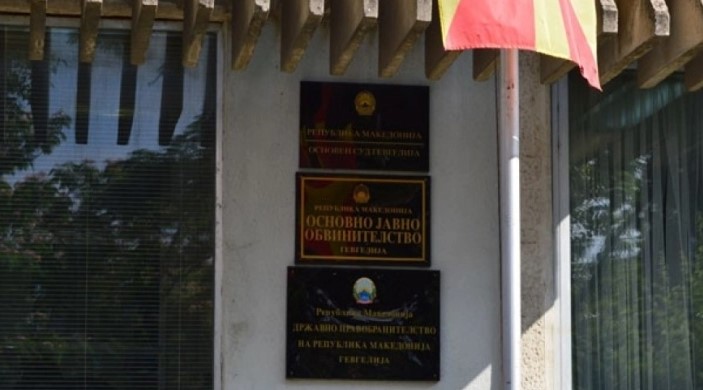 РЕПУБЛИКА МАКЕДОНИЈА
ОСНОВЕН СУД ГЕВГЕЛИЈА
РЕПУБЛИКА МАКЕДОНИЈА
ОСНОВНО ЈАВНО
ОБВИНИТЕЛСТВО
ГЕВГЕЛИЈА
Република Македонија
ДРЖАВНО ПРАВОБРАНИТЕЛСТВО
НА РЕПУБЛИКА МАКЕДОНИЈА
ГЕВГЕЛИЈА